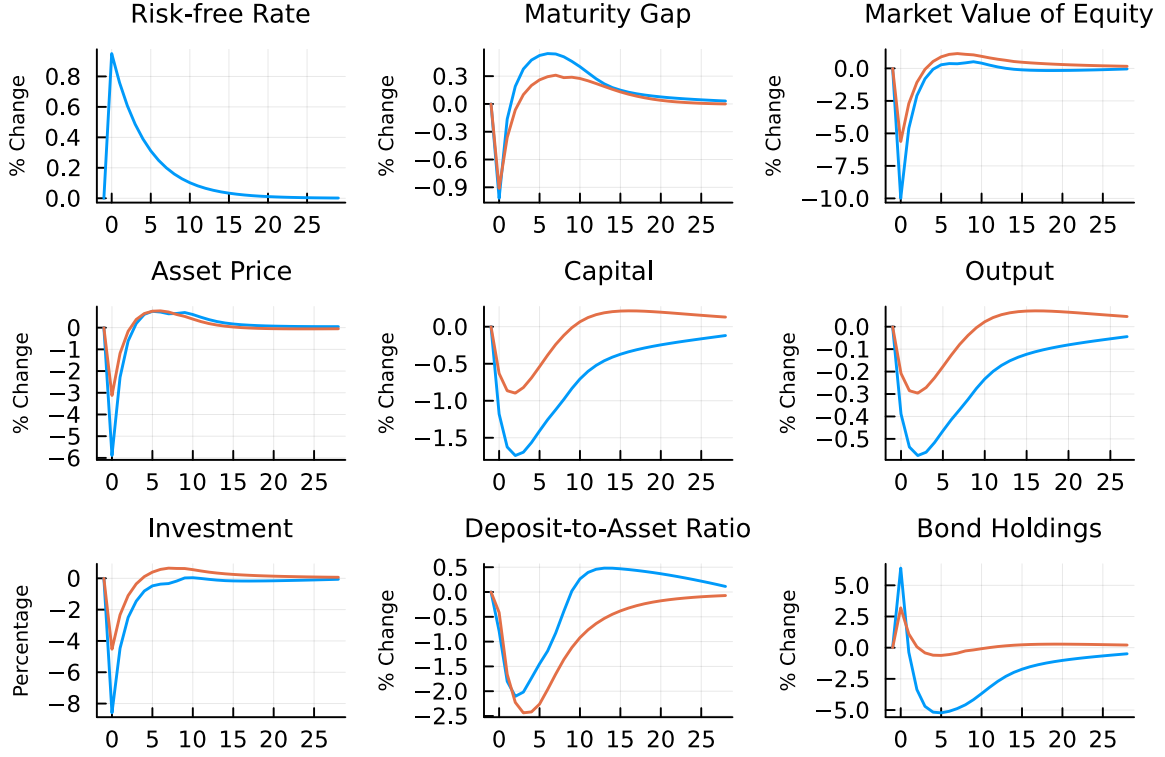 Risk-free Rate
Maturity Gap
Market Value of Equity
% Change
0.8
0.6
0.4
0.2
0.0
0 5 10 15 20 25
% Change
0.3
0.0
−0.3
−0.6
−0.9
0 5 10 15 20 25
% Change
0.0
−2.5
−5.0
−7.5
−10.0
0 5 10 15 20 25
Asset Price
Capital
Output
% Change
0
−1
−2
−3
−4
−5
−6
0 5 10 15 20 25
% Change
0.0
−0.5
−1.0
−1.5
0 5 10 15 20 25
% Change
0.0
−0.1
−0.2
−0.3
−0.4
−0.5
0 5 10 15 20 25
Investment
Deposit-to-Asset Ratio
Bond Holdings
Percentage
0
−2
−4
−6
−8
0 5 10 15 20 25
% Change
0.5
0.0
−0.5
−1.0
−1.5
−2.0
−2.5
0 5 10 15 20 25
% Change
5.0
2.5
0.0
−2.5
−5.0
0 5 10 15 20 25